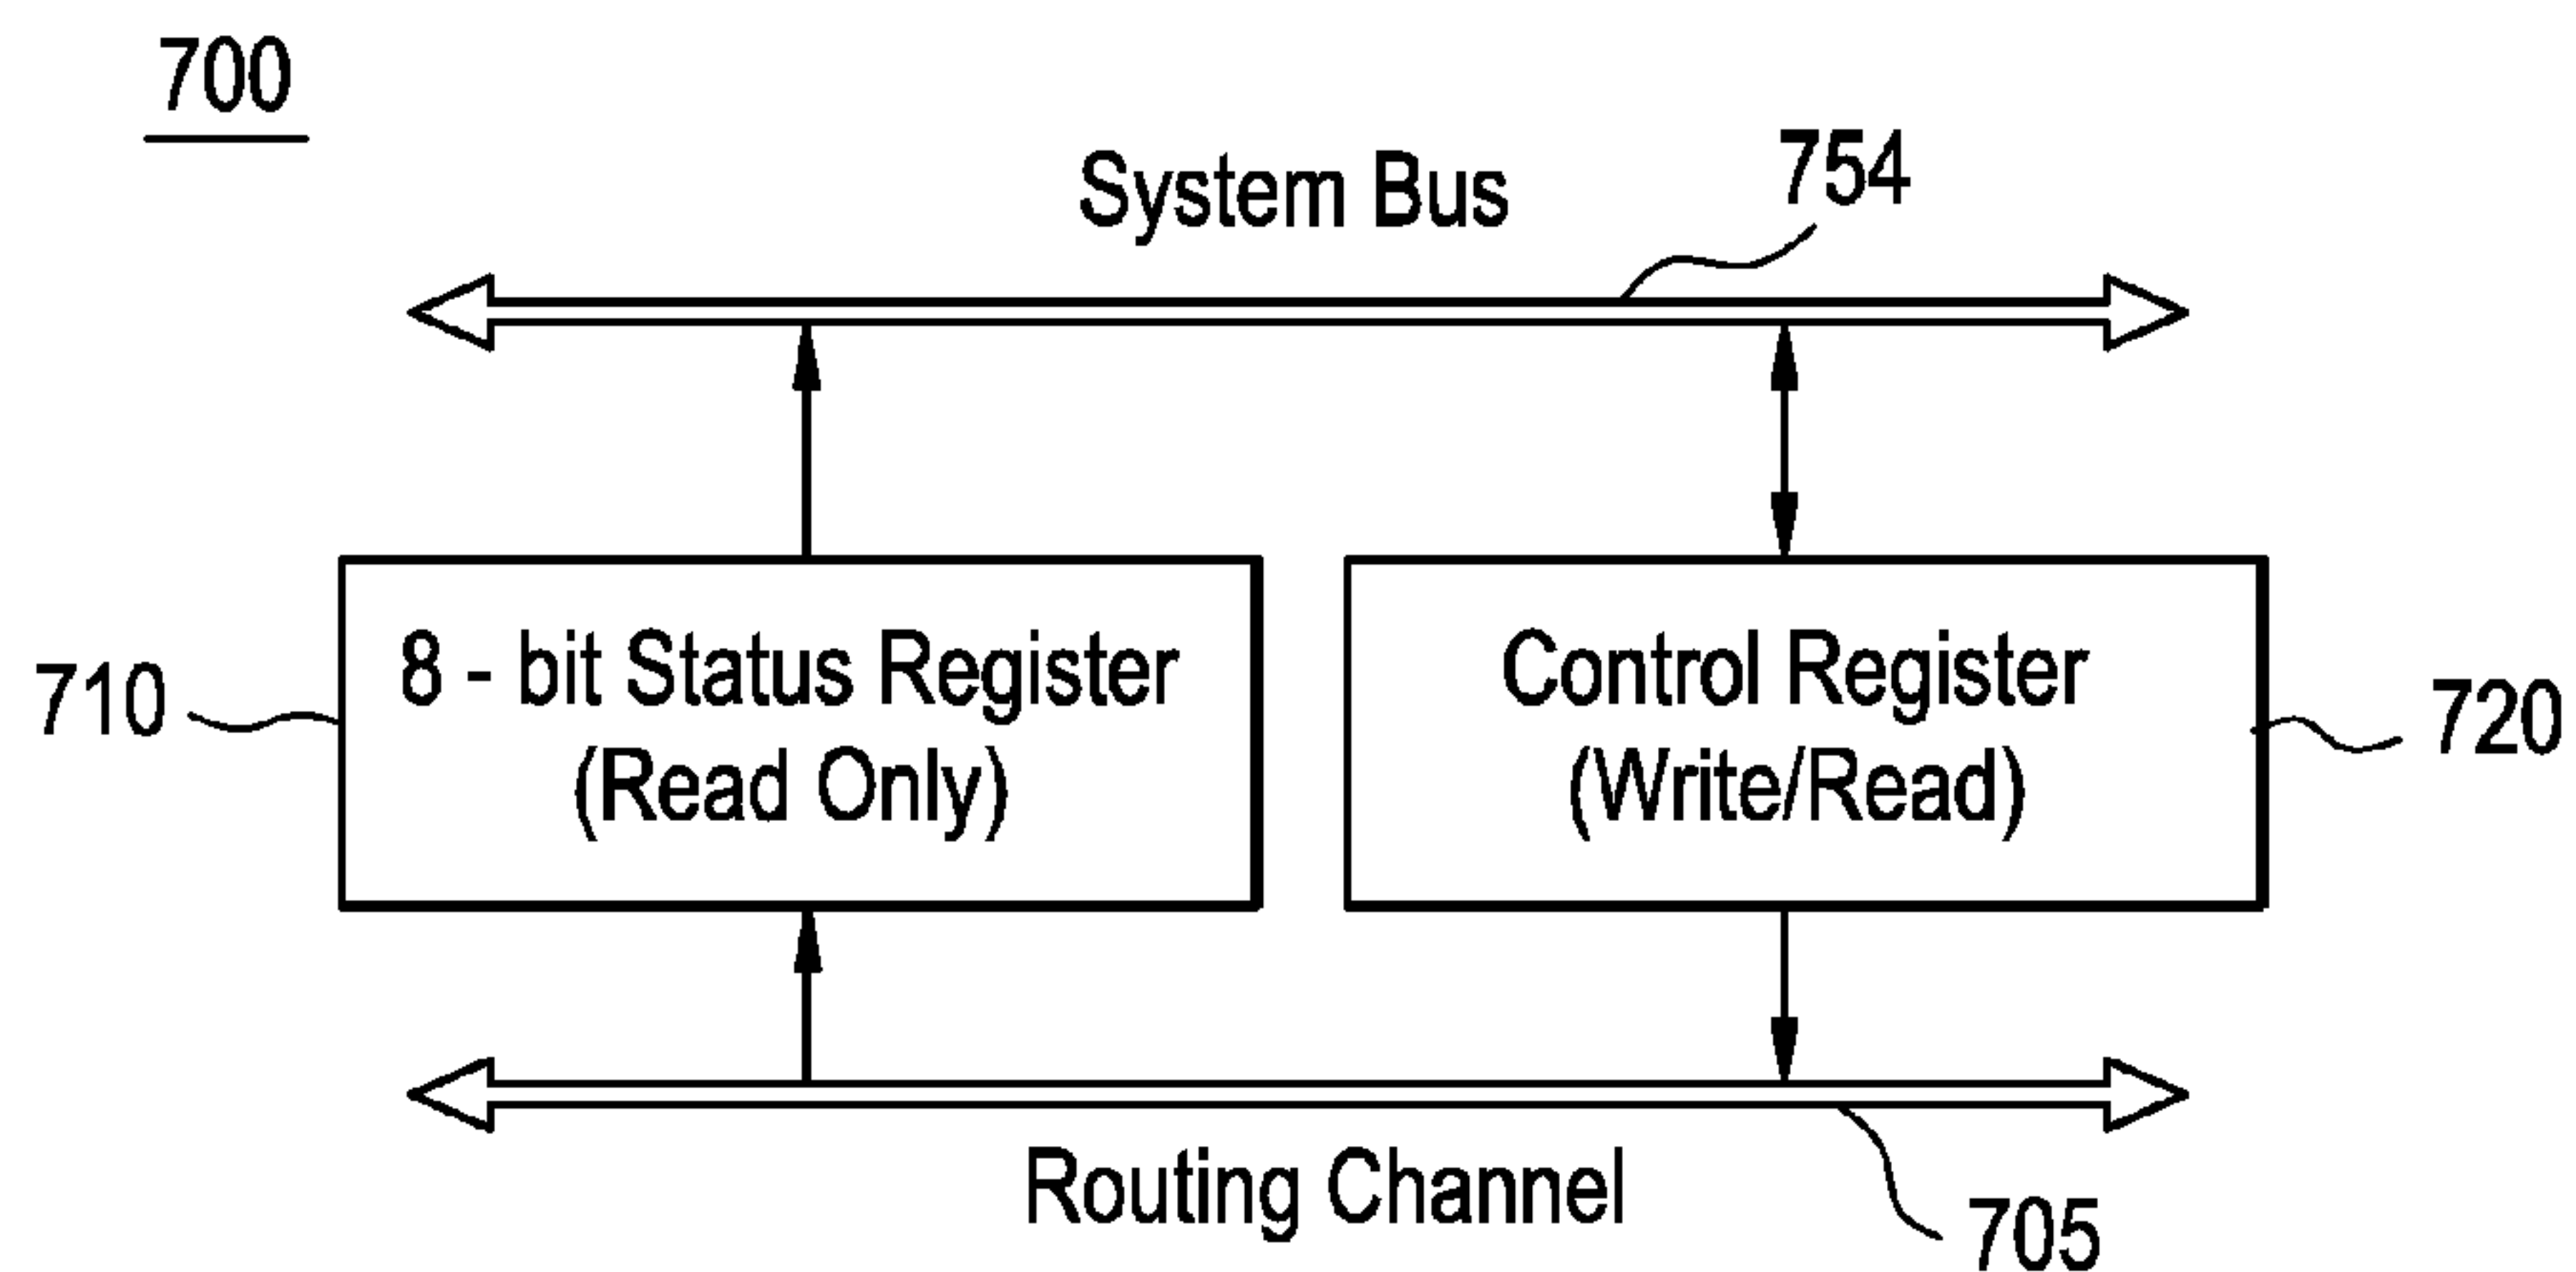 700
System Bus
754
8 - bit Status Register
(Read Only)
710
Control Register
(Write/Read)
720
Routing Channel
705